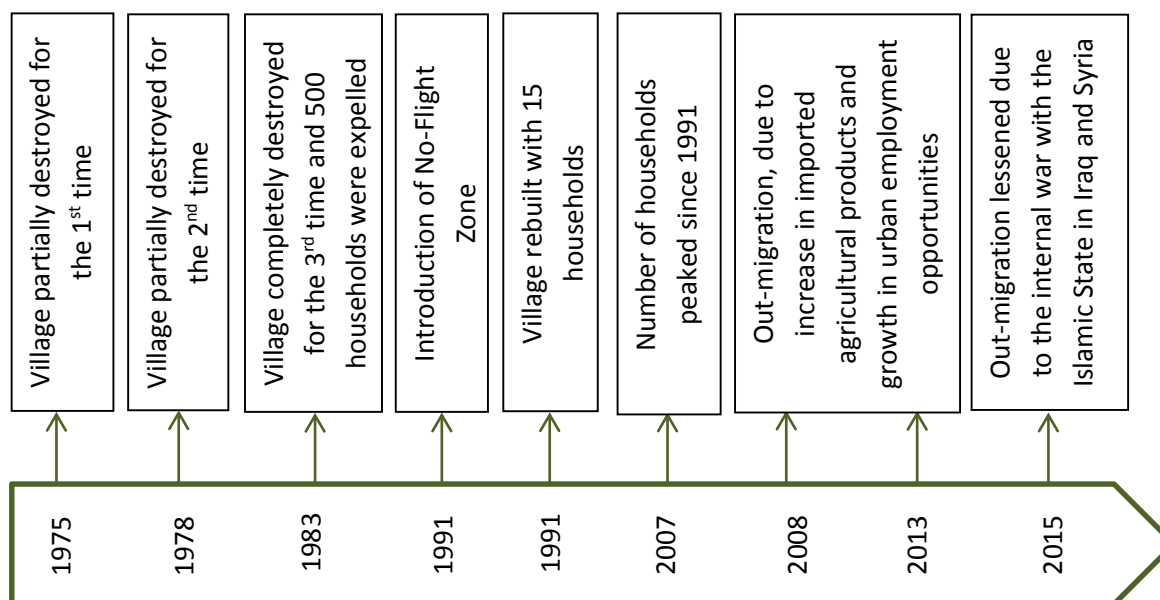 Village partially destroyed for
the 1st time
Village partially destroyed for
the 2nd time
Village completely destroyed
for the 3rd time and 500
households were expelled
Introduction of No-Flight
Zone
Village rebuilt with 15
households
Number of households
peaked since 1991
Out-migration, due to
increase in imported
agricultural products and
growth in urban employment
opportunities
Out-migration lessened due
to the internal war with the
Islamic State in Iraq and Syria
1975
1978
1983
1991
1991
2007
2008
2013
2015